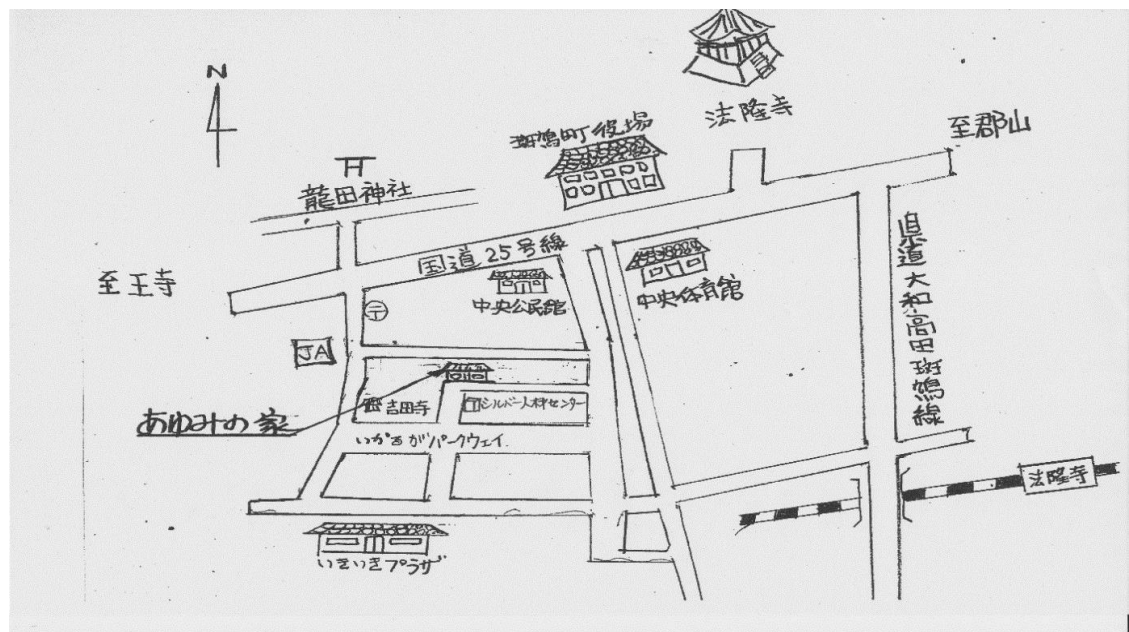 N
法隆寺
至郡山
斑鳩町役場
龍田神社
国道25号線
至王寺
中央公民館
中央体育館
県道大和高田斑鳩線
〒
JA
あゆみの家
吉田寺
シルバー人材センター
いかるがパークウェイ
法隆寺
いきいきプラザ